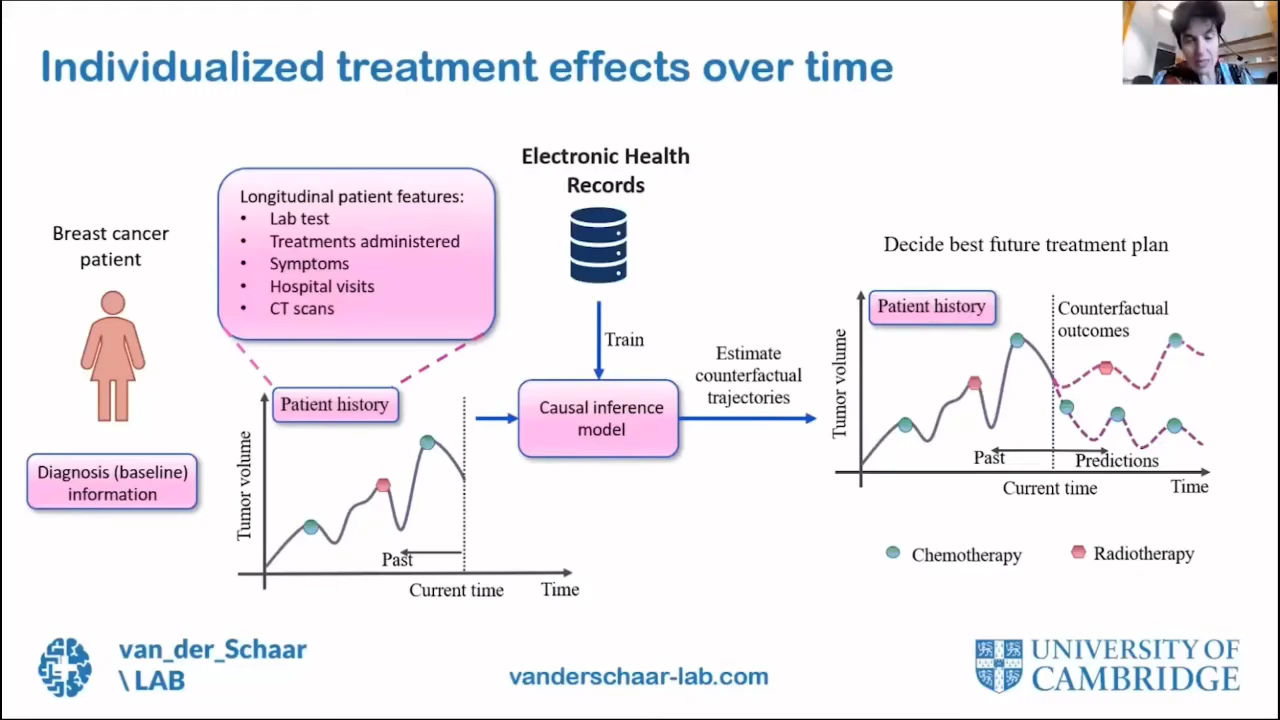 Individualized treatment effects over time
Electronic Health
Records
Breast cancer
patient
Longitudinal patient features:
• Lab test
• Treatments administered
• Symptoms
• Hospital visits
• CT scans
Diagnosis (baseline)
information
Patient history
Tumor volume
Past
Current time
Time
Train
Causal inference
model
Estimate
counterfactual
trajectories
Decide best future treatment plan
Patient history
Counterfactual
outcomes
Tumor volume
Past
Predictions
Current time
Time
Chemotherapy
Radiotherapy
van_der_Schaar
\ LAB
vanderschaar-lab.com
UNIVERSITY OF
CAMBRIDGE